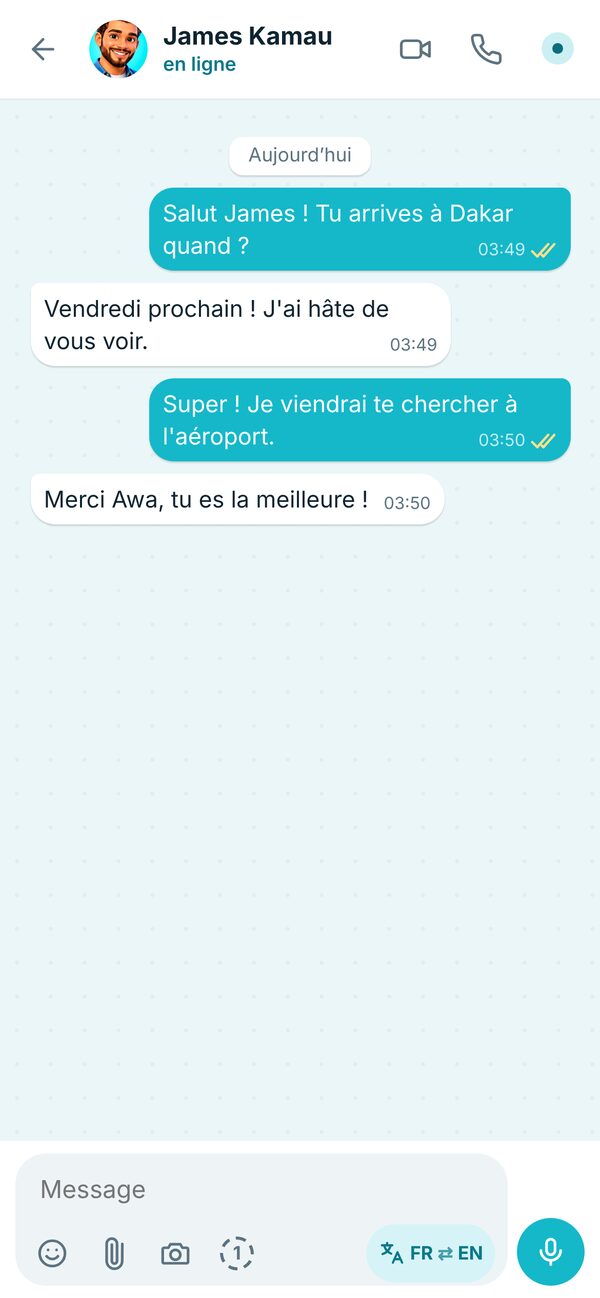 James Kamau
en ligne
Aujourd’hui
Salut James ! Tu arrives à Dakar
quand ?
03:49
Vendredi prochain ! J'ai hâte de
vous voir.
03:49
Super ! Je viendrai te chercher à
l'aéroport.
03:50
Merci Awa, tu es la meilleure !
03:50
Message
1
FR ⇄ EN